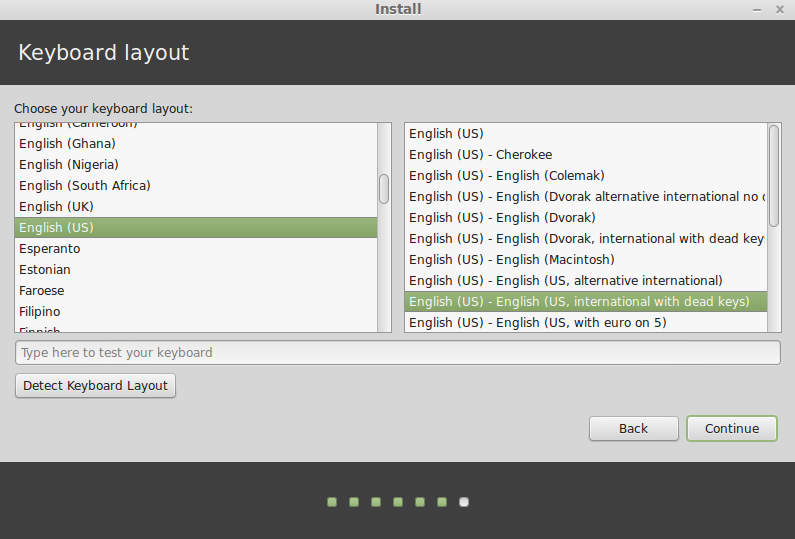 Install
Keyboard layout
Choose your keyboard layout:
English (Cameroon)
English (Ghana)
English (Nigeria)
English (South Africa)
English (UK)
English (US)
Esperanto
Estonian
Faroese
Filipino
Finnish
English (US)
English (US) - Cherokee
English (US) - English (Colemak)
English (US) - English (Dvorak alternative international no
English (US) - English (Dvorak)
English (US) - English (Dvorak, international with dead key
English (US) - English (Macintosh)
English (US) - English (US, alternative international)
English (US) - English (US, international with dead keys)
English (US) - English (US, with euro on 5)
Type here to test your keyboard
Detect Keyboard Layout
Back
Continue